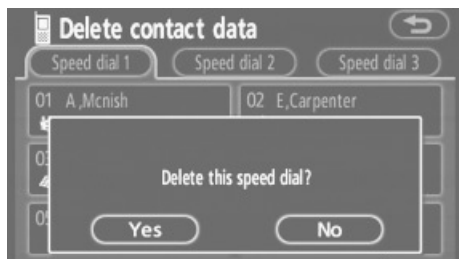 Delete contact data
Speed dial 1 Speed dial 2 Speed dial 3
01 A,Mcnish 02 E,Carpenter
Delete this speed dial?
Yes No